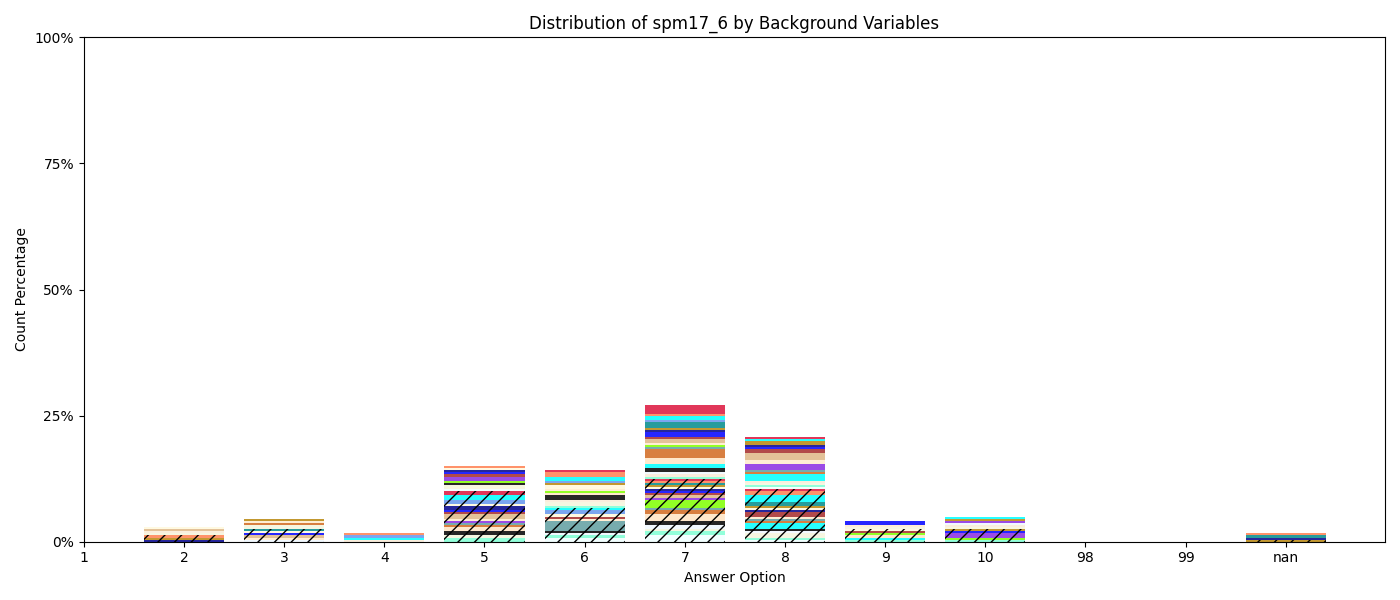 Distribution of spm17_6 by Background Variables
100%
75%
50%
25%
0%
Count Percentage
1 2 3 4 5 6 7 8 9 10 98 99 nan
Answer Option